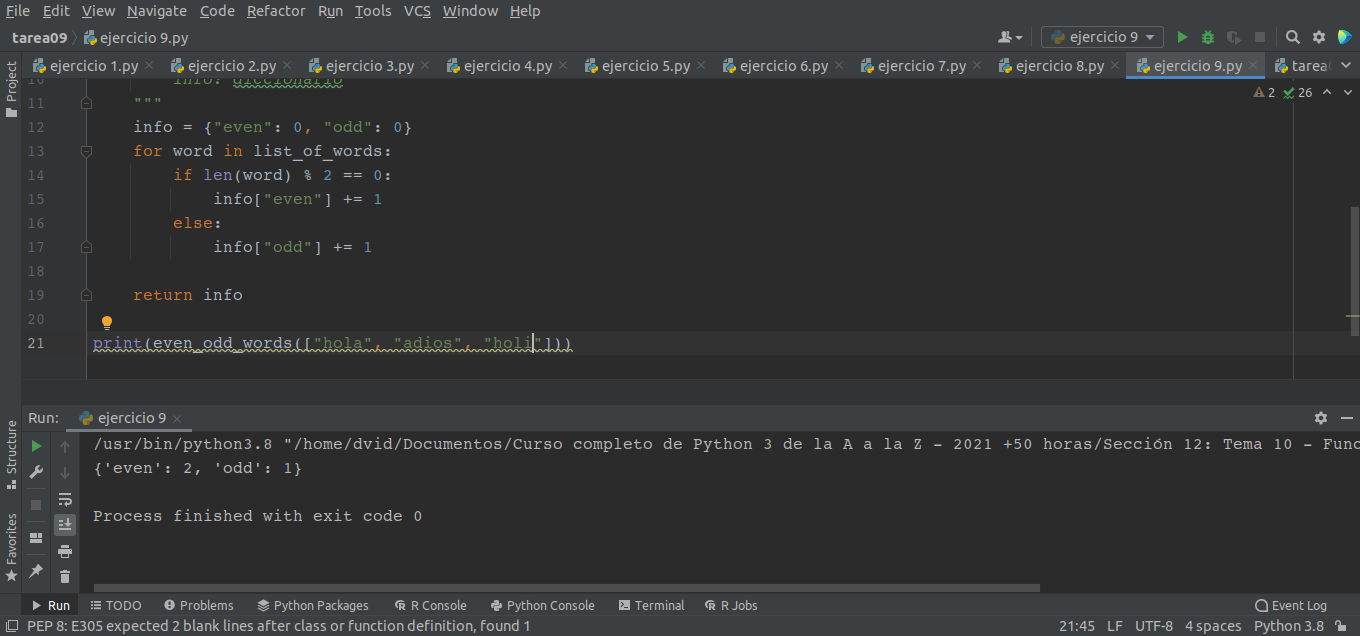 File Edit View Navigate Code Refactor Run Tools VCS Window Help
tarea09 ejercicio 9.py ejercicio 9
ejercicio 1.py ejercicio 2.py ejercicio 3.py ejercicio 4.py ejercicio 5.py ejercicio 6.py ejercicio 7.py ejercicio 8.py ejercicio 9.py tarea
Project
10 info: diccionario
2 26
11 """
12 info = {"even": 0, "odd": 0}
13 for word in list_of_words:
14 if len(word) % 2 == 0:
15 info["even"] += 1
16 else:
17 info["odd"] += 1
18
19 return info
20
21 print(even_odd_words(["hola", "adios", "holi"]))
Run: ejercicio 9
Structure
Favorites
/usr/bin/python3.8 "/home/dvid/Documentos/Curso completo de Python 3 de la A a la Z - 2021 +50 horas/Sección 12: Tema 10 - Func
{'even': 2, 'odd': 1}
Process finished with exit code 0
Run TODO Problems Python Packages R Console Python Console Terminal R Jobs Event Log
PEP 8: E305 expected 2 blank lines after class or function definition, found 1 21:45 LF UTF-8 4 spaces Python 3.8